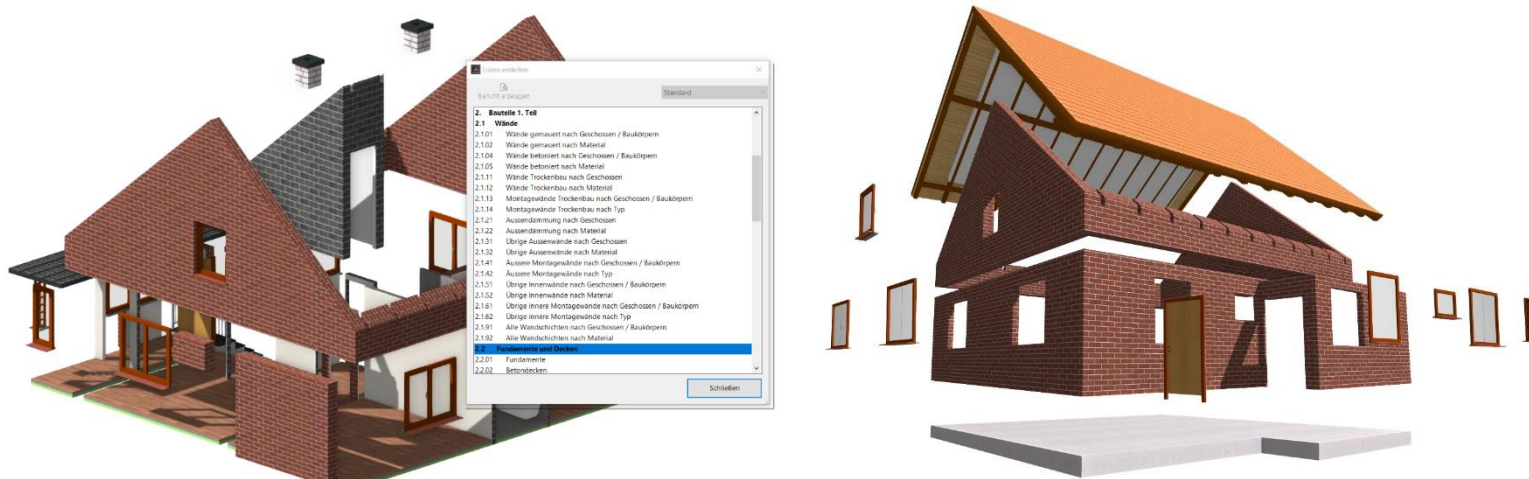 Listen erstellen
Bericht erzeugen
Standard
2. Bauteile 1. Teil
2.1 Wände
2.1.01 Wände gemauert nach Geschossen / Baukörpern
2.1.02 Wände gemauert nach Material
2.1.04 Wände betoniert nach Geschossen / Baukörpern
2.1.05 Wände betoniert nach Material
2.1.11 Wände Trockenbau nach Geschossen
2.1.12 Wände Trockenbau nach Material
2.1.13 Montagewände Trockenbau nach Geschossen / Baukörpern
2.1.14 Montagewände Trockenbau nach Typ
2.1.21 Aussendämmung nach Geschossen
2.1.22 Aussendämmung nach Material
2.1.31 Übrige Aussenwände nach Geschossen
2.1.32 Übrige Aussenwände nach Material
2.1.41 Äussere Montagewände nach Geschossen / Baukörpern
2.1.42 Äussere Montagewände nach Typ
2.1.51 Übrige Innenwände nach Geschossen / Baukörpern
2.1.52 Übrige Innenwände nach Material
2.1.61 Übrige innere Montagewände nach Geschossen / Baukörpern
2.1.62 Übrige innere Montagewände nach Typ
2.1.91 Alle Wandschichten nach Geschossen / Baukörpern
2.1.92 Alle Wandschichten nach Material
2.2 Fundamente und Decken
2.2.01 Fundamente
2.2.02 Betondecken
Schließen